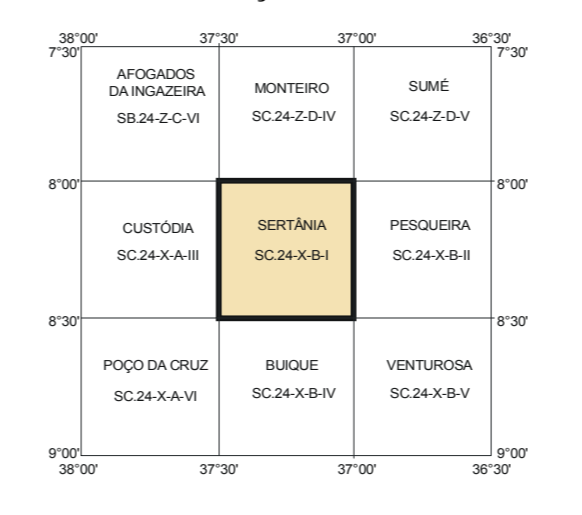 38°00' 37°30' 37°00' 36°30'
7°30' 7°30'
AFOGADOS
DA INGAZEIRA
SB.24-Z-C-VI
MONTEIRO
SC.24-Z-D-IV
SUMÉ
SC.24-Z-D-V
8°00' 8°00'
CUSTÓDIA
SC.24-X-A-III
SERTÂNIA
SC.24-X-B-I
PESQUEIRA
SC.24-X-B-II
8°30' 8°30'
POÇO DA CRUZ
SC.24-X-A-VI
BUIQUE
SC.24-X-B-IV
VENTUROSA
SC.24-X-B-V
9°00' 9°00'
38°00' 37°30' 37°00' 36°30'